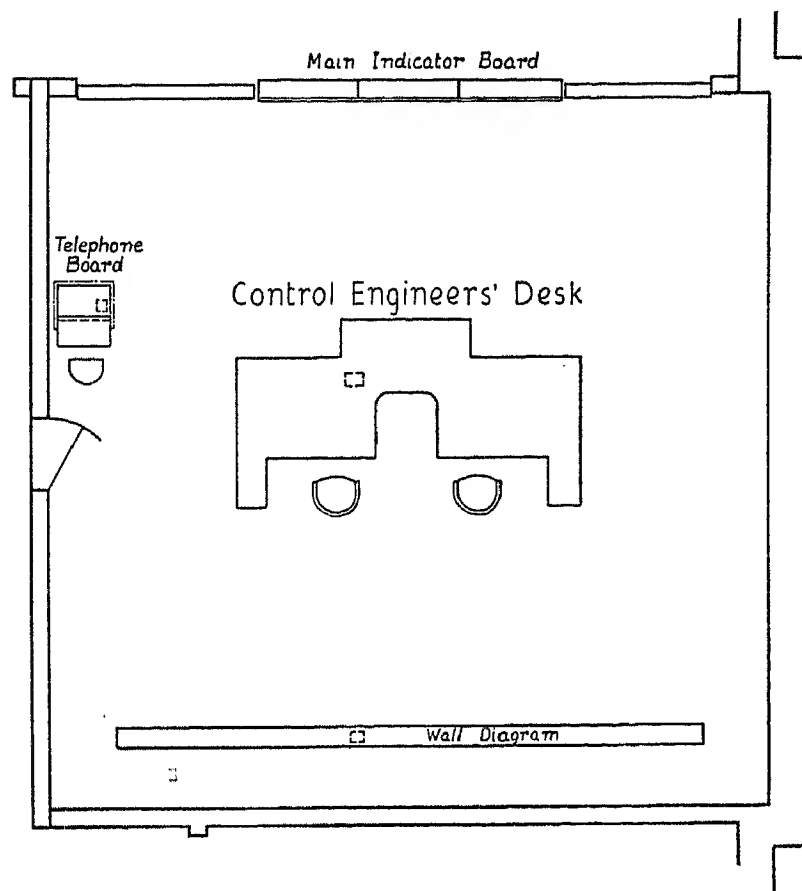 Main Indicator Board
Telephone
Board
Control Engineers' Desk
Wall Diagram